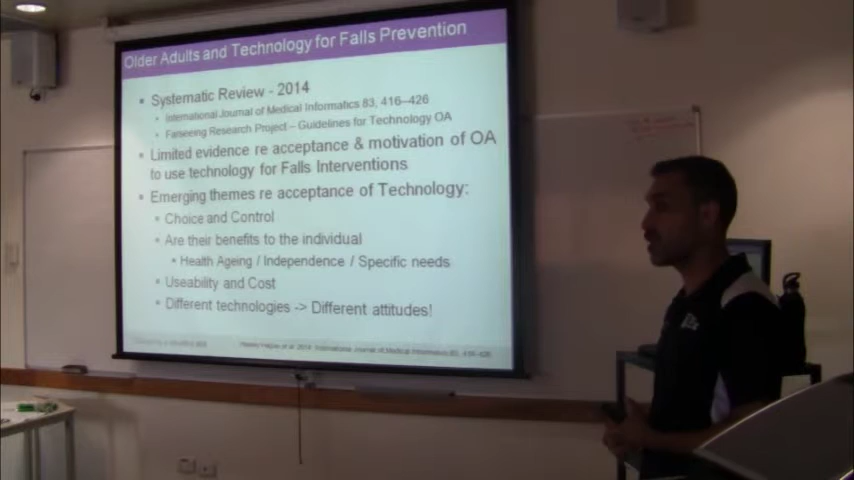 Older Adults and Technology for Falls Prevention
Systematic Review - 2014
International Journal of Medical Informatics 83, 416–426
Farseeing Research Project – Guidelines for Technology OA
Limited evidence re acceptance & motivation of OA
to use technology for Falls Interventions
Emerging themes re acceptance of Technology:
Choice and Control
Are their benefits to the individual
Health Ageing / Independence / Specific needs
Useability and Cost
Different technologies -> Different attitudes!
et al. 2014. International Journal of Medical Informatics 83, 416-426